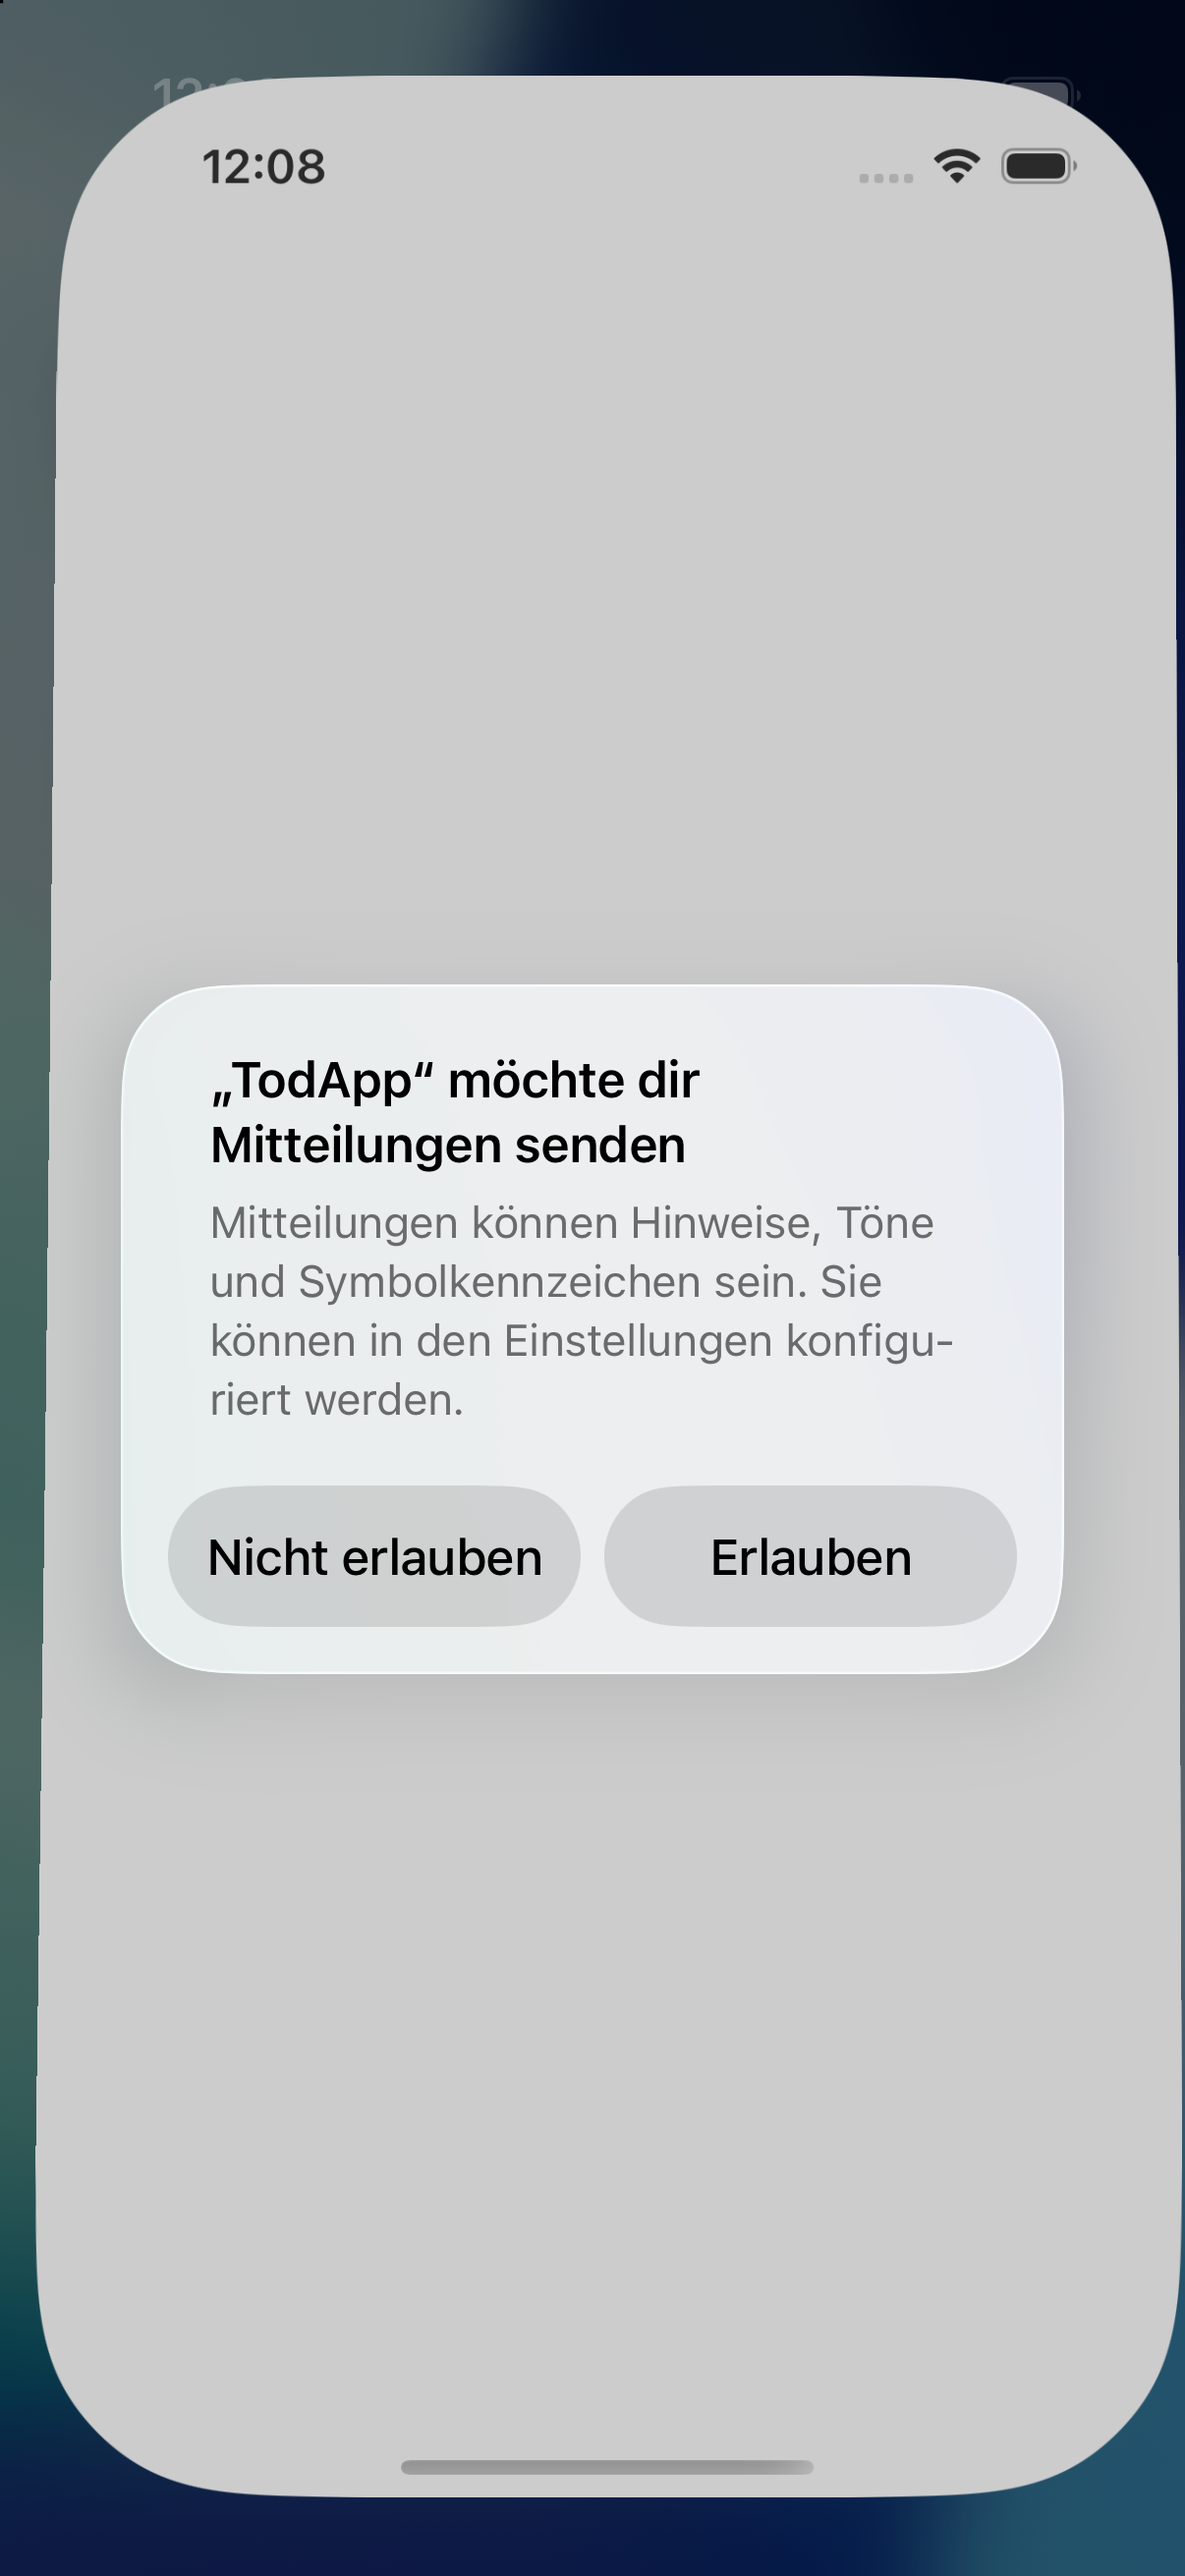 12:08
„TodApp“ möchte dir
Mitteilungen senden
Mitteilungen können Hinweise, Töne
und Symbolkennzeichen sein. Sie
können in den Einstellungen konfigu-
riert werden.
Nicht erlauben
Erlauben